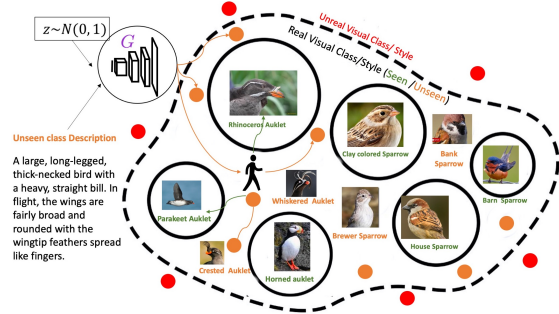 z~N(0, 1)
G
Unreal Visual Class/ Style
Real Visual Class/Style (Seen /Unseen)
Unseen class Description
A large, long-legged,
thick-necked bird with
a heavy, straight bill. In
flight, the wings are
fairly broad and
rounded with the
wingtip feathers spread
like fingers.
Rhinoceros Auklet
Clay colored Sparrow
Bank
Sparrow
Barn Sparrow
Parakeet Auklet
Whiskered Auklet
Brewer Sparrow
House Sparrow
Crested Auklet
Horned auklet